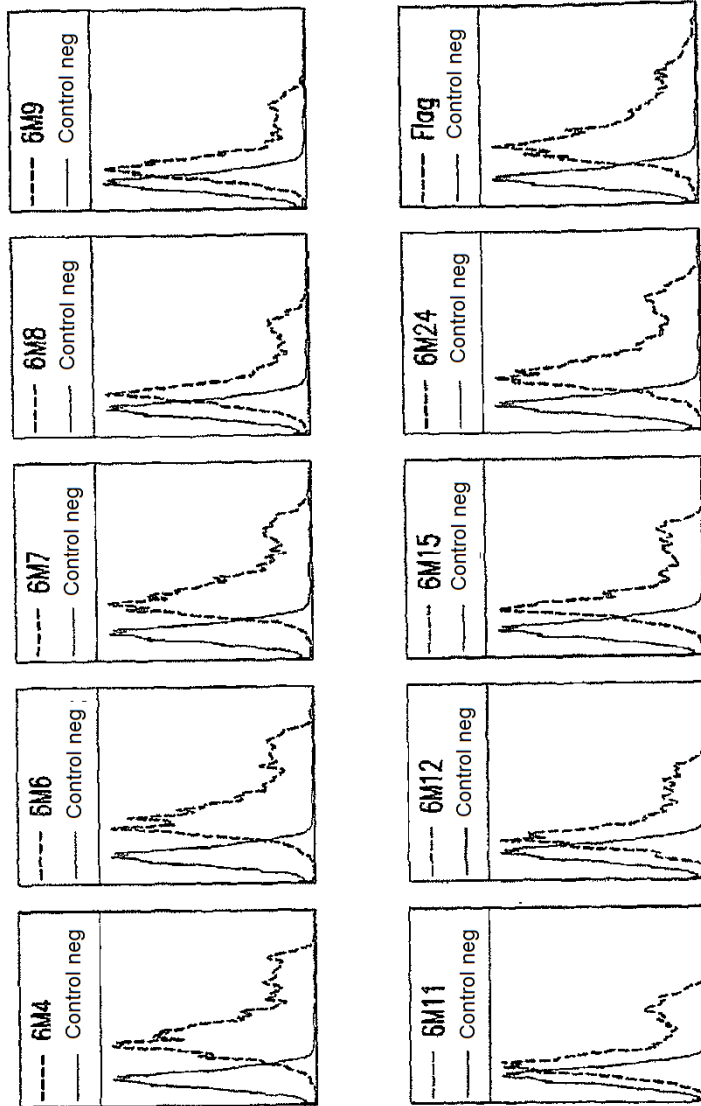 6M4
Control neg
6M6
Control neg
6M7
Control neg
6M8
Control neg
6M9
Control neg
6M11
Control neg
6M12
Control neg
6M15
Control neg
6M24
Control neg
Flag
Control neg